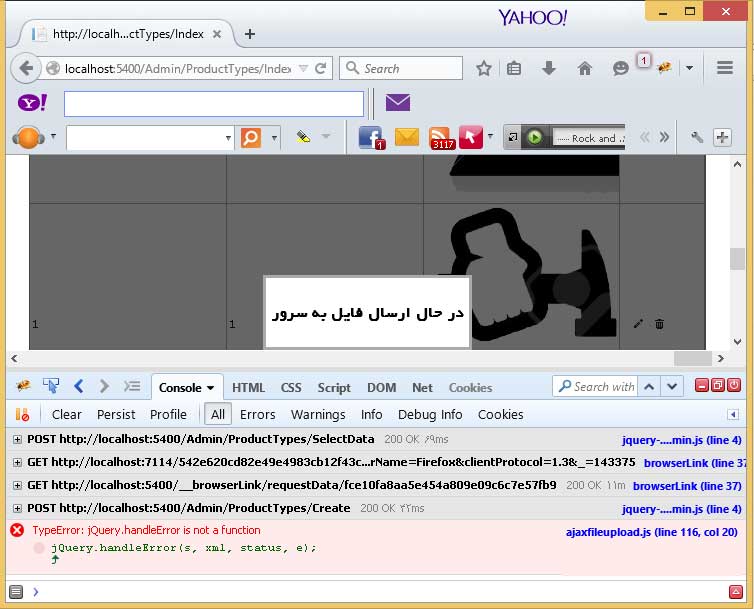 YAHOO!
http://localh...ctTypes/Index
localhost:5400/Admin/ProductTypes/Index
Search
1
Y!
1
3117
Rock and ..
1
1
در حال ارسال فایل به سرور
Console
HTML
CSS
Script
DOM
Net
Cookies
Search with
Clear
Persist
Profile
All
Errors
Warnings
Info
Debug Info
Cookies
POST http://localhost:5400/Admin/ProductTypes/SelectData 200 OK ۶۹ms jquery-....min.js (line 4)
GET http://localhost:7114/542e620cd82e49e4983cb12f43c...rName=Firefox&clientProtocol=1.3&_=143375 browserLink (line 37
GET http://localhost:5400/__browserLink/requestData/fce10fa8aa5e454a809e09c6c7e57fb9 200 OK ۱۱m browserLink (line 37)
POST http://localhost:5400/Admin/ProductTypes/Create 200 OK ۴۲ms jquery-....min.js (line 4)
TypeError: jQuery.handleError is not a function ajaxfileupload.js (line 116, col 20)
jQuery.handleError(s, xml, status, e);